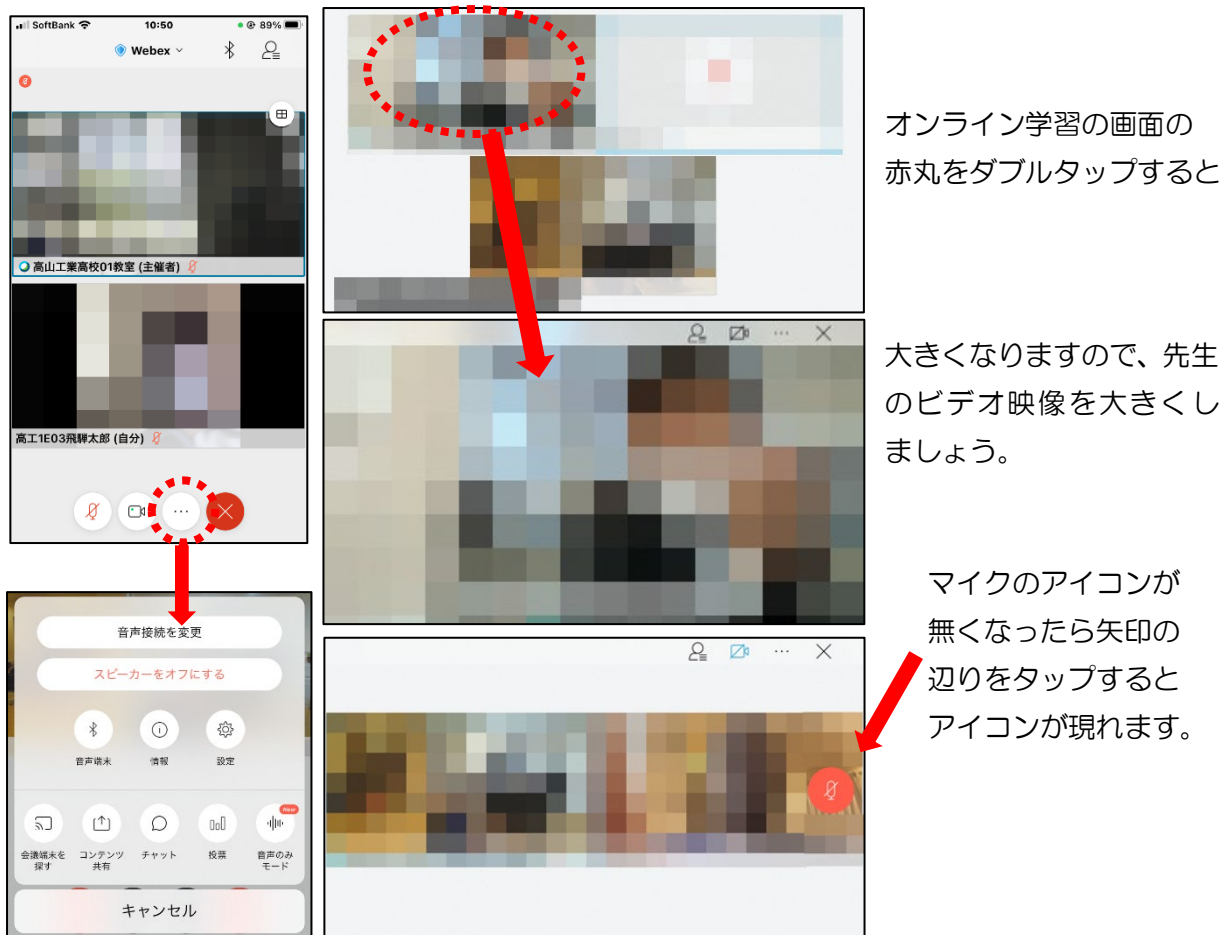 SoftBank 10:50 89%
Webex
高山工業高校01教室 (主催者)
高工1E03飛騨太郎 (自分)
音声接続を変更
スピーカーをオフにする
音声端末 情報 設定
New
会議端末を探す コンテンツ共有 チャット 投票 音声のみモード
キャンセル
オンライン学習の画面の
赤丸をダブルタップすると
大きくなりますので、先生
のビデオ映像を大きくし
ましょう。
マイクのアイコンが
無くなったら矢印の
辺りをタップすると
アイコンが現れます。